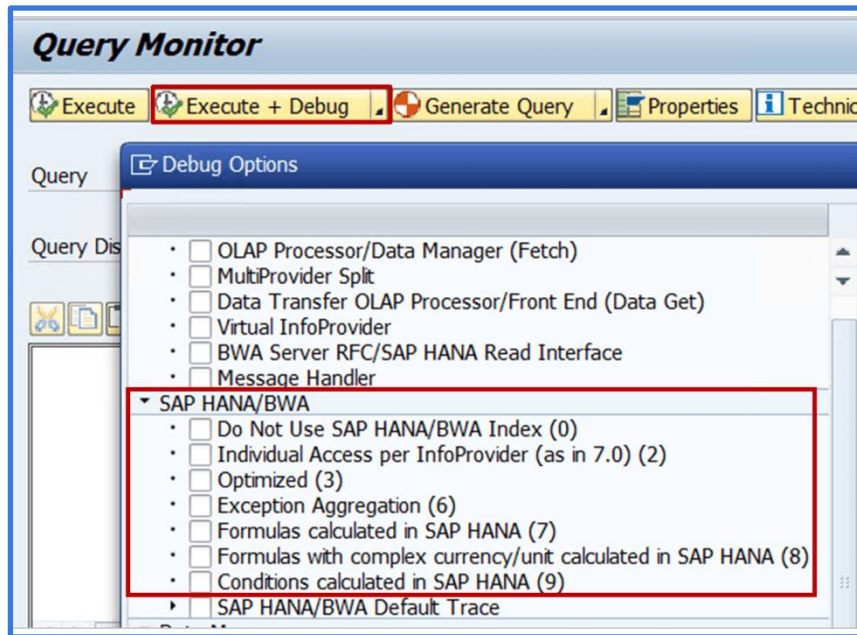 Query Monitor
Execute Execute + Debug Generate Query Properties Technic
Debug Options
Query
Query Dis
OLAP Processor/Data Manager (Fetch)
MultiProvider Split
Data Transfer OLAP Processor/Front End (Data Get)
Virtual InfoProvider
BWA Server RFC/SAP HANA Read Interface
Message Handler
SAP HANA/BWA
Do Not Use SAP HANA/BWA Index (0)
Individual Access per InfoProvider (as in 7.0) (2)
Optimized (3)
Exception Aggregation (6)
Formulas calculated in SAP HANA (7)
Formulas with complex currency/unit calculated in SAP HANA (8)
Conditions calculated in SAP HANA (9)
SAP HANA/BWA Default Trace